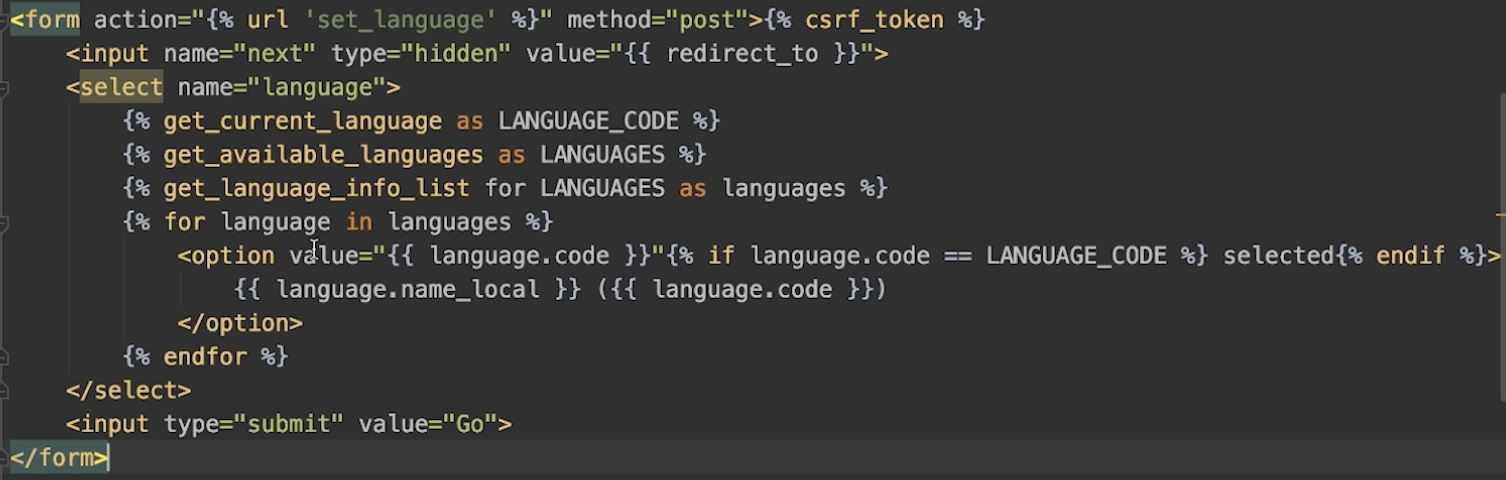 <form action="{% url 'set_language' %}" method="post">{% csrf_token %}
<input name="next" type="hidden" value="{{ redirect_to }}">
<select name="language">
{% get_current_language as LANGUAGE_CODE %}
{% get_available_languages as LANGUAGES %}
{% get_language_info_list for LANGUAGES as languages %}
{% for language in languages %}
<option value="{{ language.code }}"{% if language.code == LANGUAGE_CODE %} selected{% endif %}>
{{ language.name_local }} ({{ language.code }})
</option>
{% endfor %}
</select>
<input type="submit" value="Go">
</form>